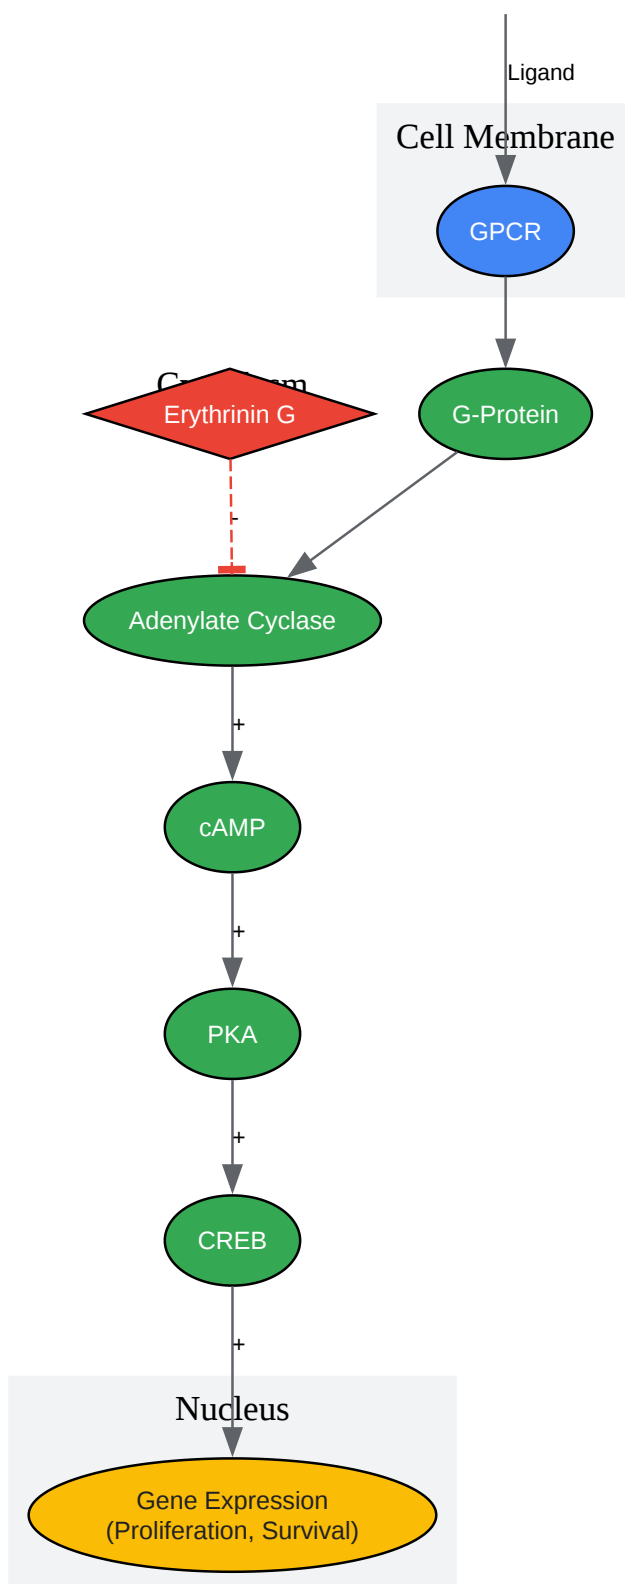 Ligand
Cell Membrane
GPCR
Erythrinin G
G-Protein
-
Adenylate Cyclase
+
cAMP
+
PKA
+
CREB
+
Nucleus
Gene Expression
(Proliferation, Survival)